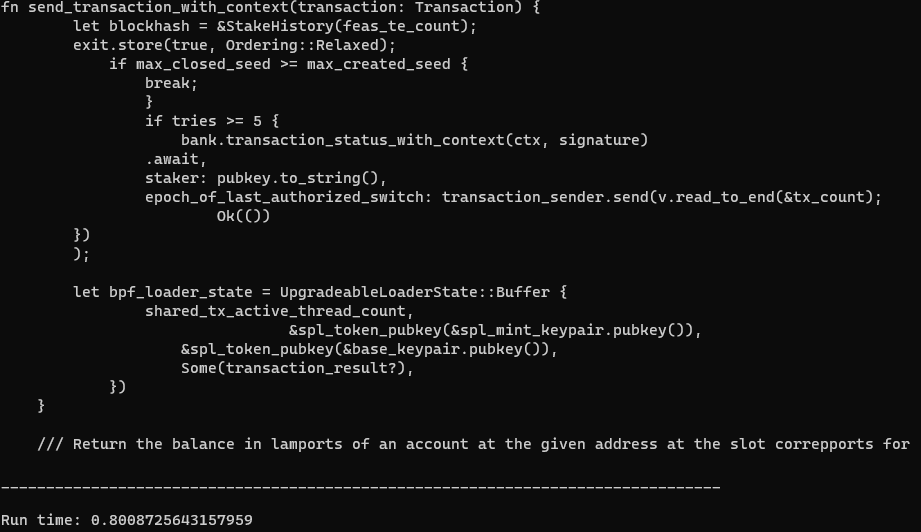 fn send_transaction_with_context(transaction: Transaction) {
        let blockhash = &StakeHistory(feas_te_count);
        exit.store(true, Ordering::Relaxed);
            if max_closed_seed >= max_created_seed {
                break;
                }
                if tries >= 5 {
                    bank.transaction_status_with_context(ctx, signature)
                .await,
                staker: pubkey.to_string(),
                epoch_of_last_authorized_switch: transaction_sender.send(v.read_to_end(&tx_count);
                        Ok(())
        })
        );

        let bpf_loader_state = UpgradeableLoaderState::Buffer {
                shared_tx_active_thread_count,
                                &spl_token_pubkey(&spl_mint_keypair.pubkey()),
                    &spl_token_pubkey(&base_keypair.pubkey()),
                    Some(transaction_result?),
            })
    }

    /// Return the balance in lamports of an account at the given address at the slot correpports for

________________________________________________________________________________

Run time: 0.8008725643157959